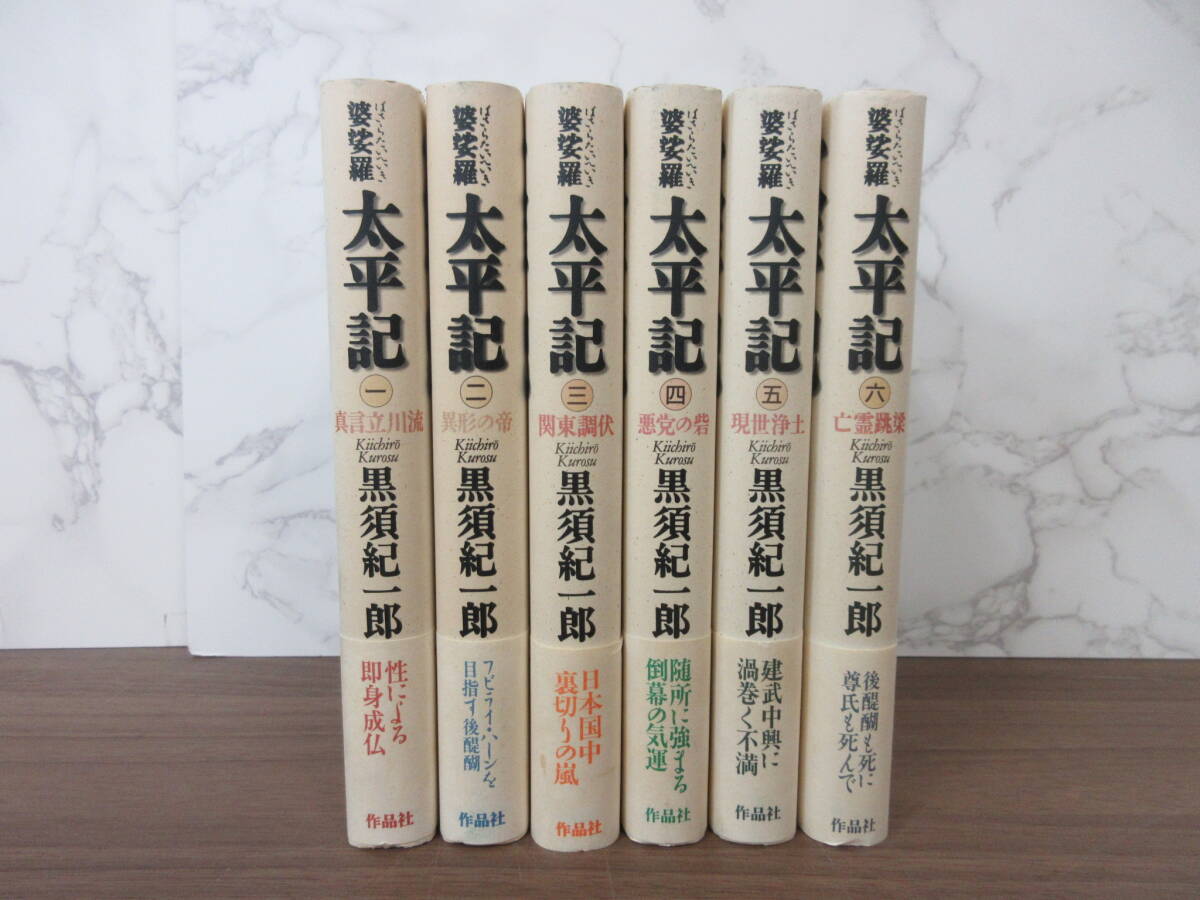 ばさらたいへいき
婆娑羅
太平記
一
真言立川流
Kiichirō
Kurosu
黒須紀一郎
性による
即身成仏
作品社
ばさらたいへいき
婆娑羅
太平記
二
異形の帝
Kiichirō
Kurosu
黒須紀一郎
フビライ・ハーンを
目指す後醍醐
作品社
ばさらたいへいき
婆娑羅
太平記
三
関東調伏
Kiichirō
Kurosu
黒須紀一郎
日本国中
裏切りの嵐
作品社
ばさらたいへいき
婆娑羅
太平記
四
悪党の砦
Kiichirō
Kurosu
黒須紀一郎
随所に強まる
倒幕の気運
作品社
ばさらたいへいき
婆娑羅
太平記
五
現世浄土
Kiichirō
Kurosu
黒須紀一郎
建武中興に
渦巻く不満
作品社
ばさらたいへいき
婆娑羅
太平記
六
亡霊跳梁
Kiichirō
Kurosu
黒須紀一郎
後醍醐も死に
尊氏も死んで
作品社